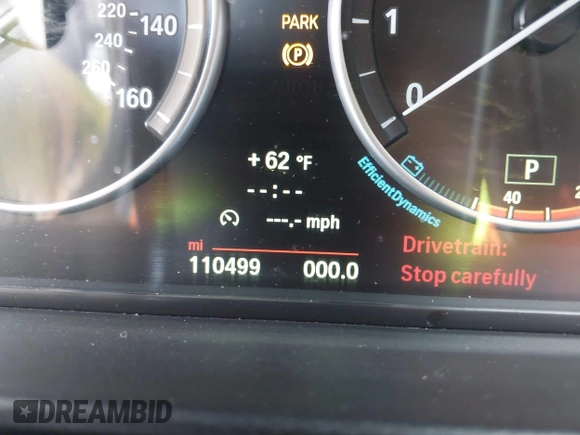 220 140
240
260 160
PARK
P
1
0
+ 62 °F
--:--
---.- mph
mi
110499 000.0
EfficientDynamics
P
40
Drivetrain:
Stop carefully
DREAMBID